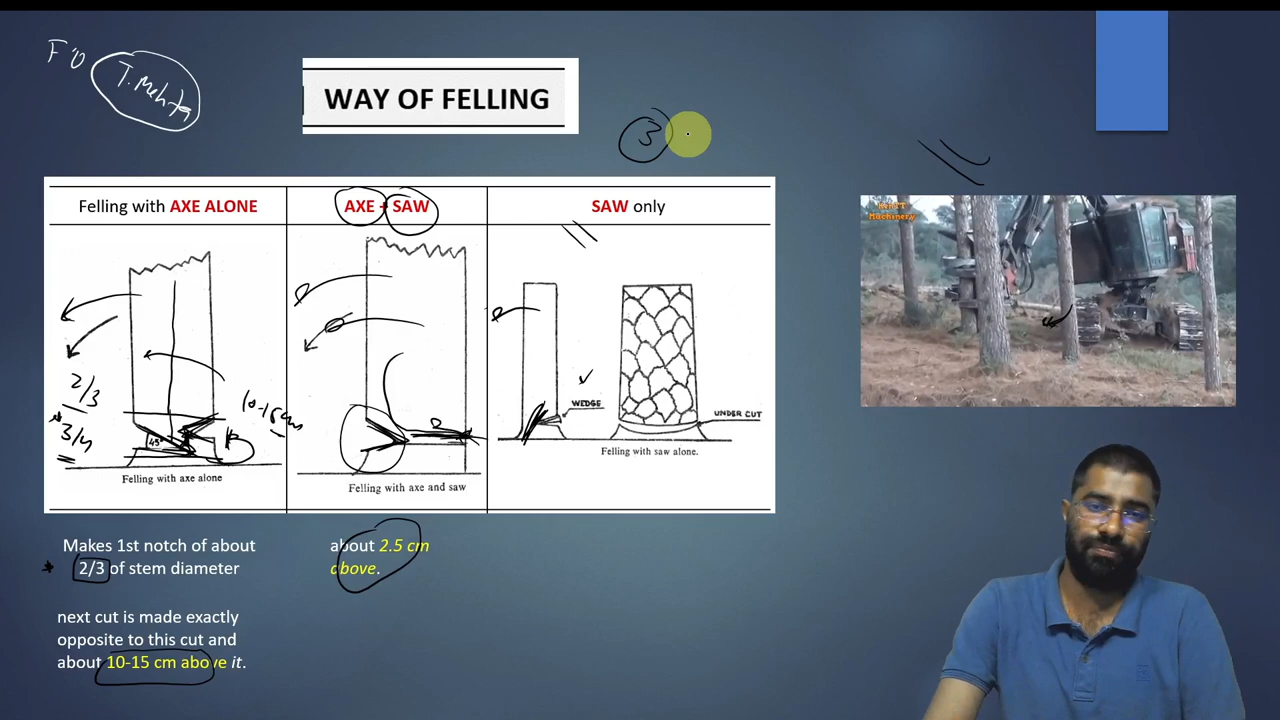 F O
T. Mehta
WAY OF FELLING
3
Felling with AXE ALONE
AXE + SAW
SAW only
2/3
3/4
10-15 cm
45°
WEDGE
UNDER CUT
Felling with axe alone
Felling with axe and saw
Felling with saw alone.
Makes 1st notch of about
2/3 of stem diameter
next cut is made exactly
opposite to this cut and
about 10-15 cm above it.
about 2.5 cm
above.
Machinery